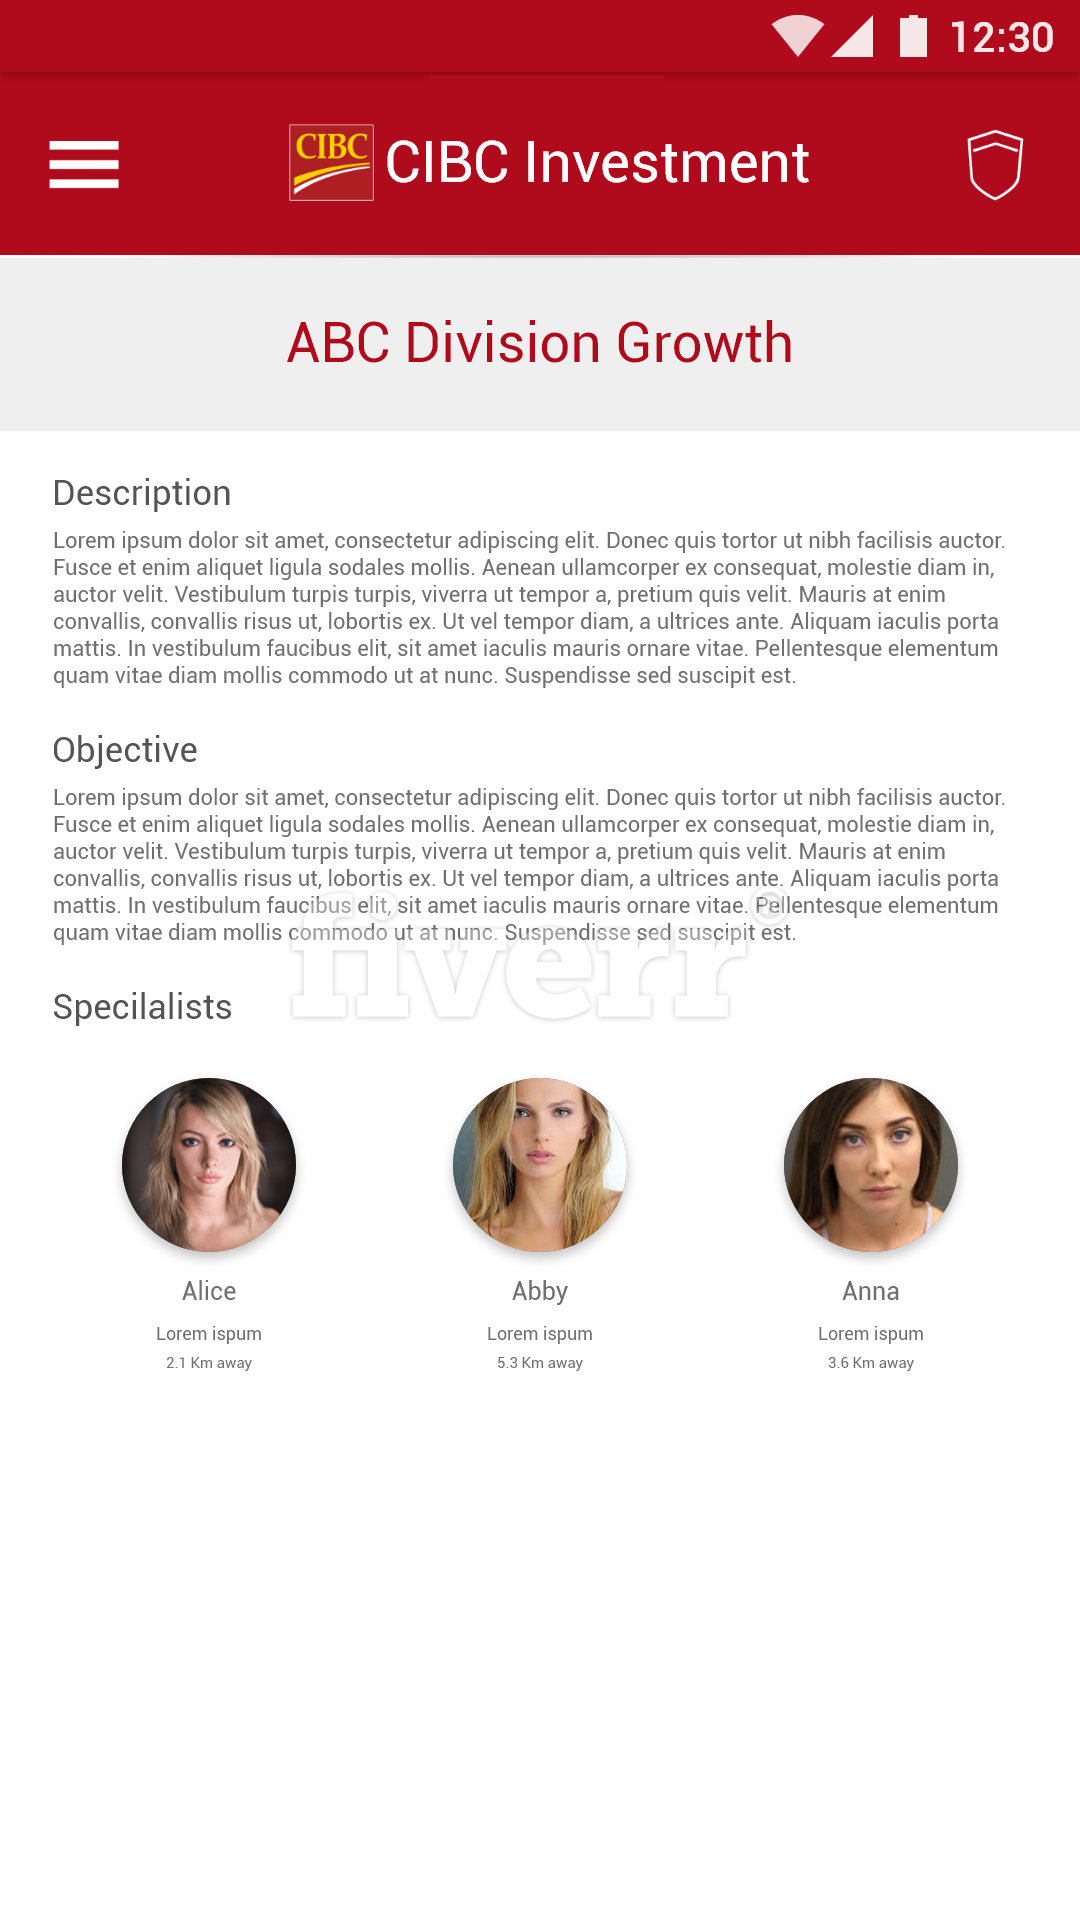 12:30
CIBC CIBC Investment
ABC Division Growth
Description
Lorem ipsum dolor sit amet, consectetur adipiscing elit. Donec quis tortor ut nibh facilisis auctor.
Fusce et enim aliquet ligula sodales mollis. Aenean ullamcorper ex consequat, molestie diam in,
auctor velit. Vestibulum turpis turpis, viverra ut tempor a, pretium quis velit. Mauris at enim
convallis, convallis risus ut, lobortis ex. Ut vel tempor diam, a ultrices ante. Aliquam iaculis porta
mattis. In vestibulum faucibus elit, sit amet iaculis mauris ornare vitae. Pellentesque elementum
quam vitae diam mollis commodo ut at nunc. Suspendisse sed suscipit est.
Objective
Lorem ipsum dolor sit amet, consectetur adipiscing elit. Donec quis tortor ut nibh facilisis auctor.
Fusce et enim aliquet ligula sodales mollis. Aenean ullamcorper ex consequat, molestie diam in,
auctor velit. Vestibulum turpis turpis, viverra ut tempor a, pretium quis velit. Mauris at enim
convallis, convallis risus ut, lobortis ex. Ut vel tempor diam, a ultrices ante. Aliquam iaculis porta
mattis. In vestibulum faucibus elit, sit amet iaculis mauris ornare vitae. Pellentesque elementum
quam vitae diam mollis commodo ut at nunc. Suspendisse sed suscipit est.
fiverr®
Specilalists
Alice Abby Anna
Lorem ispum Lorem ispum Lorem ispum
2.1 Km away 5.3 Km away 3.6 Km away